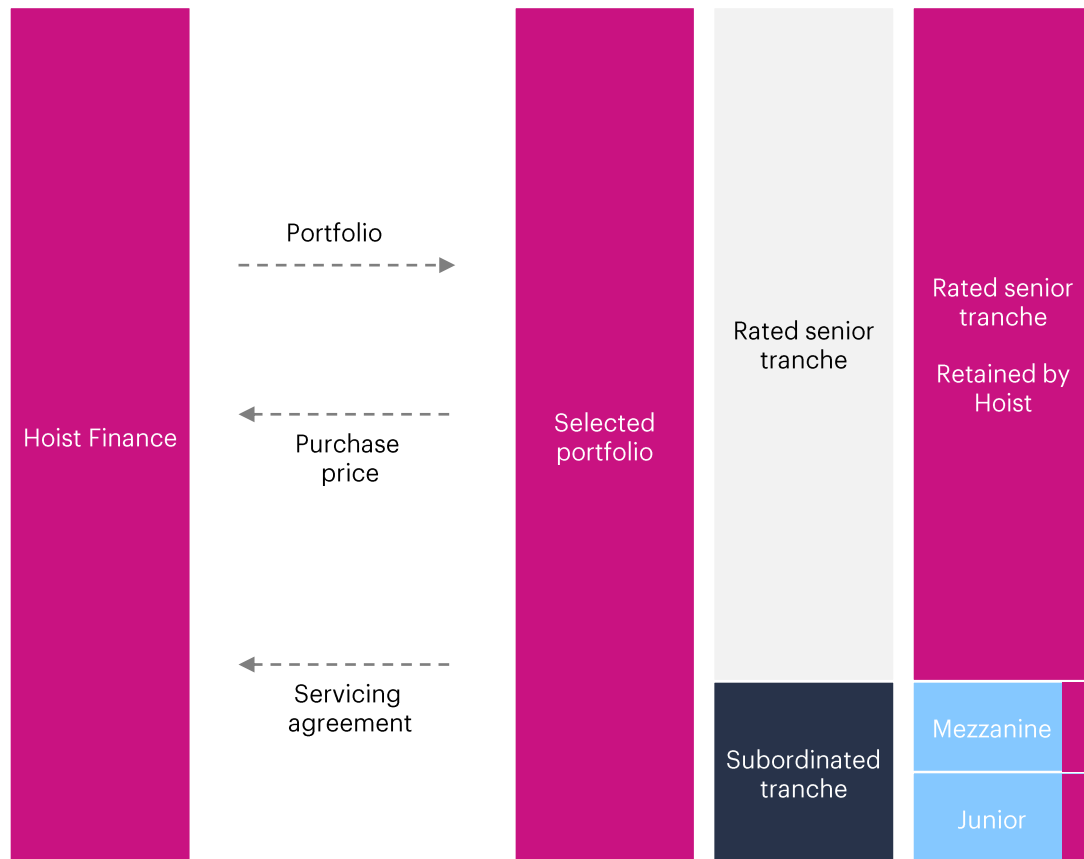 Hoist Finance
Portfolio
Purchase
price
Servicing
agreement
Selected
portfolio
Rated senior
tranche
Subordinated
tranche
Rated senior
tranche
Retained by
Hoist
Mezzanine
Junior